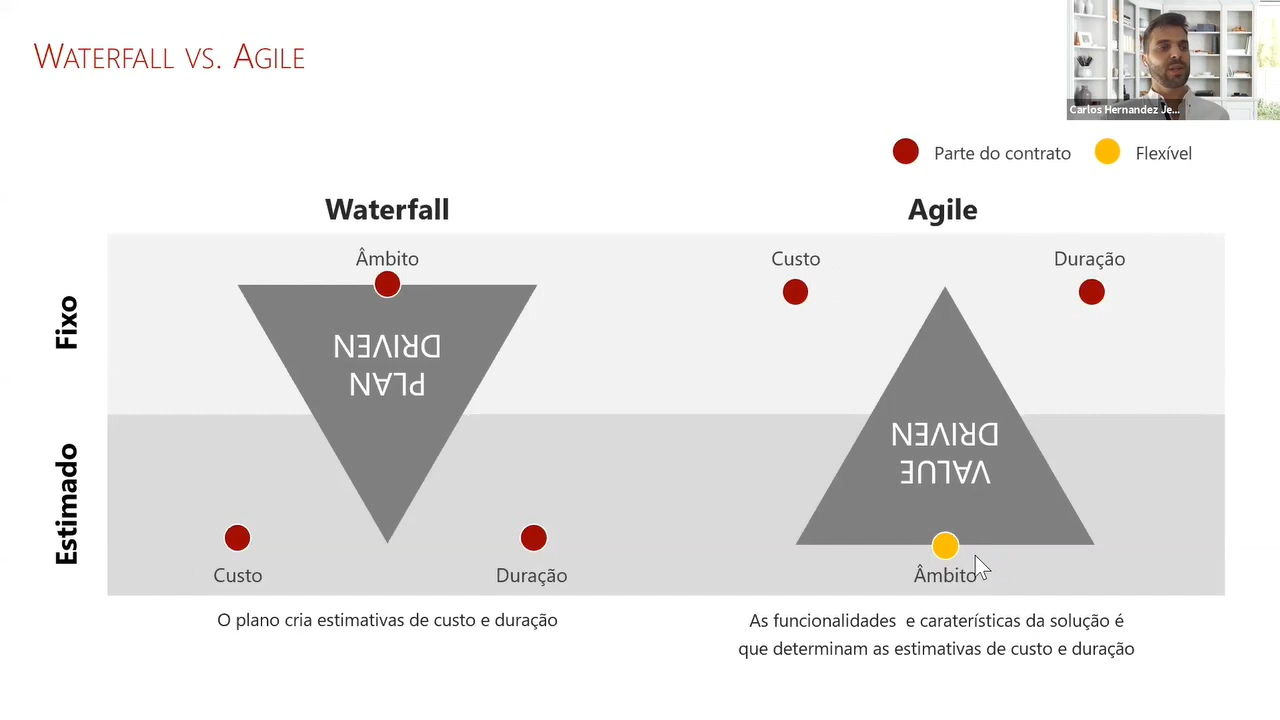 WATERFALL VS. AGILE
Carlos Hernandez Je...
Parte do contrato
Flexível
Waterfall
Agile
Fixo
Âmbito
Custo
Duração
PLAN
DRIVEN
VALUE
DRIVEN
Estimado
Custo
Duração
Âmbito
O plano cria estimativas de custo e duração
As funcionalidades e caraterísticas da solução é
que determinam as estimativas de custo e duração